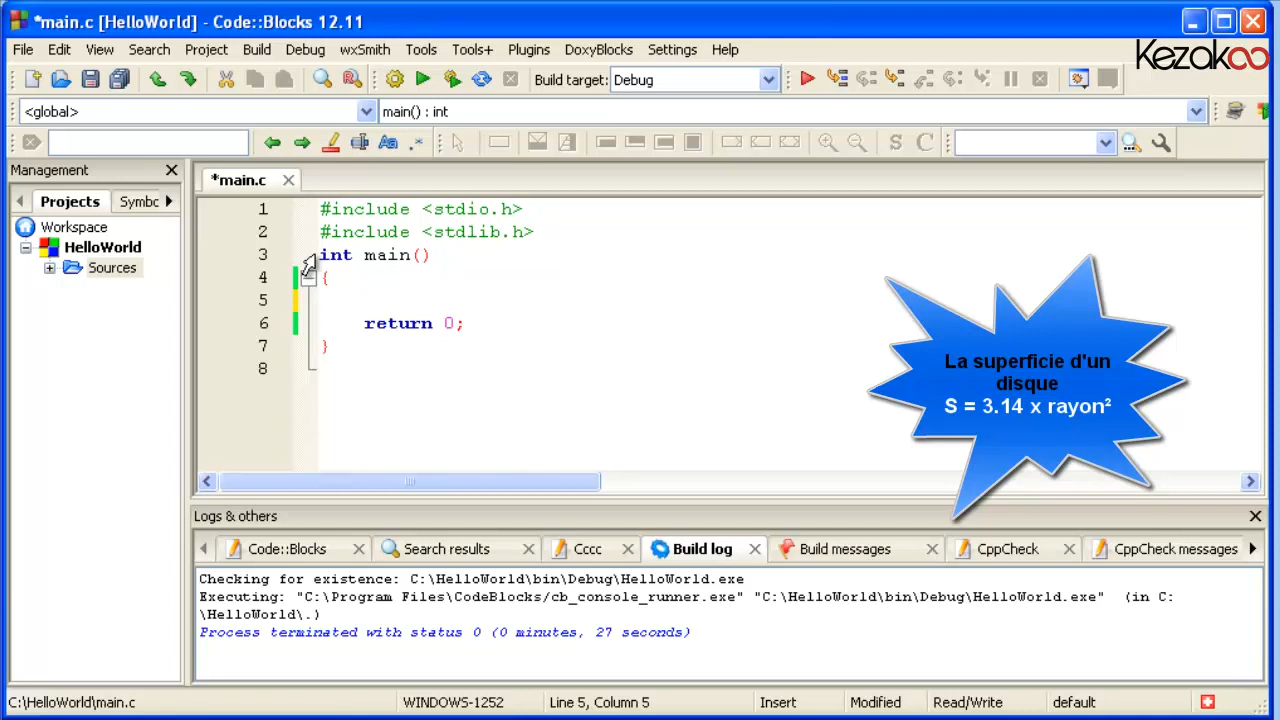 *main.c [HelloWorld] - Code::Blocks 12.11
File Edit View Search Project Build Debug wxSmith Tools Tools+ Plugins DoxyBlocks Settings Help
Kezakoo
Build target: Debug
<global> main() : int
Management
*main.c
Projects Symbc
Workspace
HelloWorld
Sources
1 #include <stdio.h>
2 #include <stdlib.h>
3 int main()
4 {
5
6 return 0;
7 }
8
La superficie d'un
disque
S = 3.14 x rayon²
Logs & others
Code::Blocks Search results Cccc Build log Build messages CppCheck CppCheck messages
Checking for existence: C:\HelloWorld\bin\Debug\HelloWorld.exe
Executing: "C:\Program Files\CodeBlocks/cb_console_runner.exe" "C:\HelloWorld\bin\Debug\HelloWorld.exe" (in C:
\HelloWorld\.)
Process terminated with status 0 (0 minutes, 27 seconds)
C:\HelloWorld\main.c WINDOWS-1252 Line 5, Column 5 Insert Modified Read/Write default